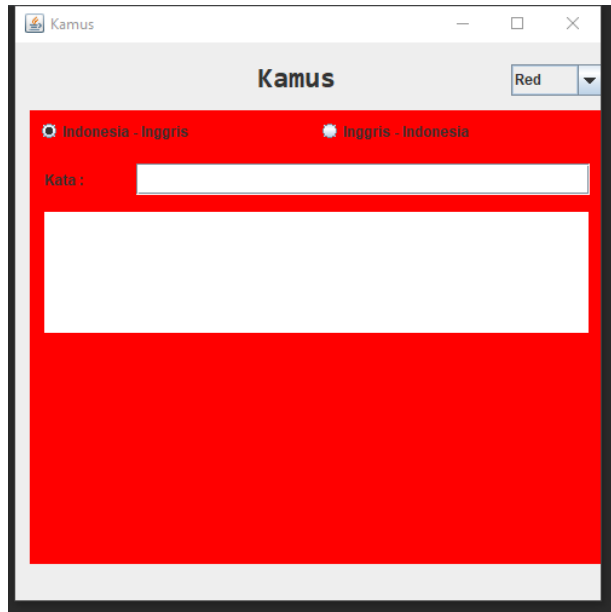 Kamus
Kamus
Red
Indonesia - Inggris
Inggris - Indonesia
Kata :